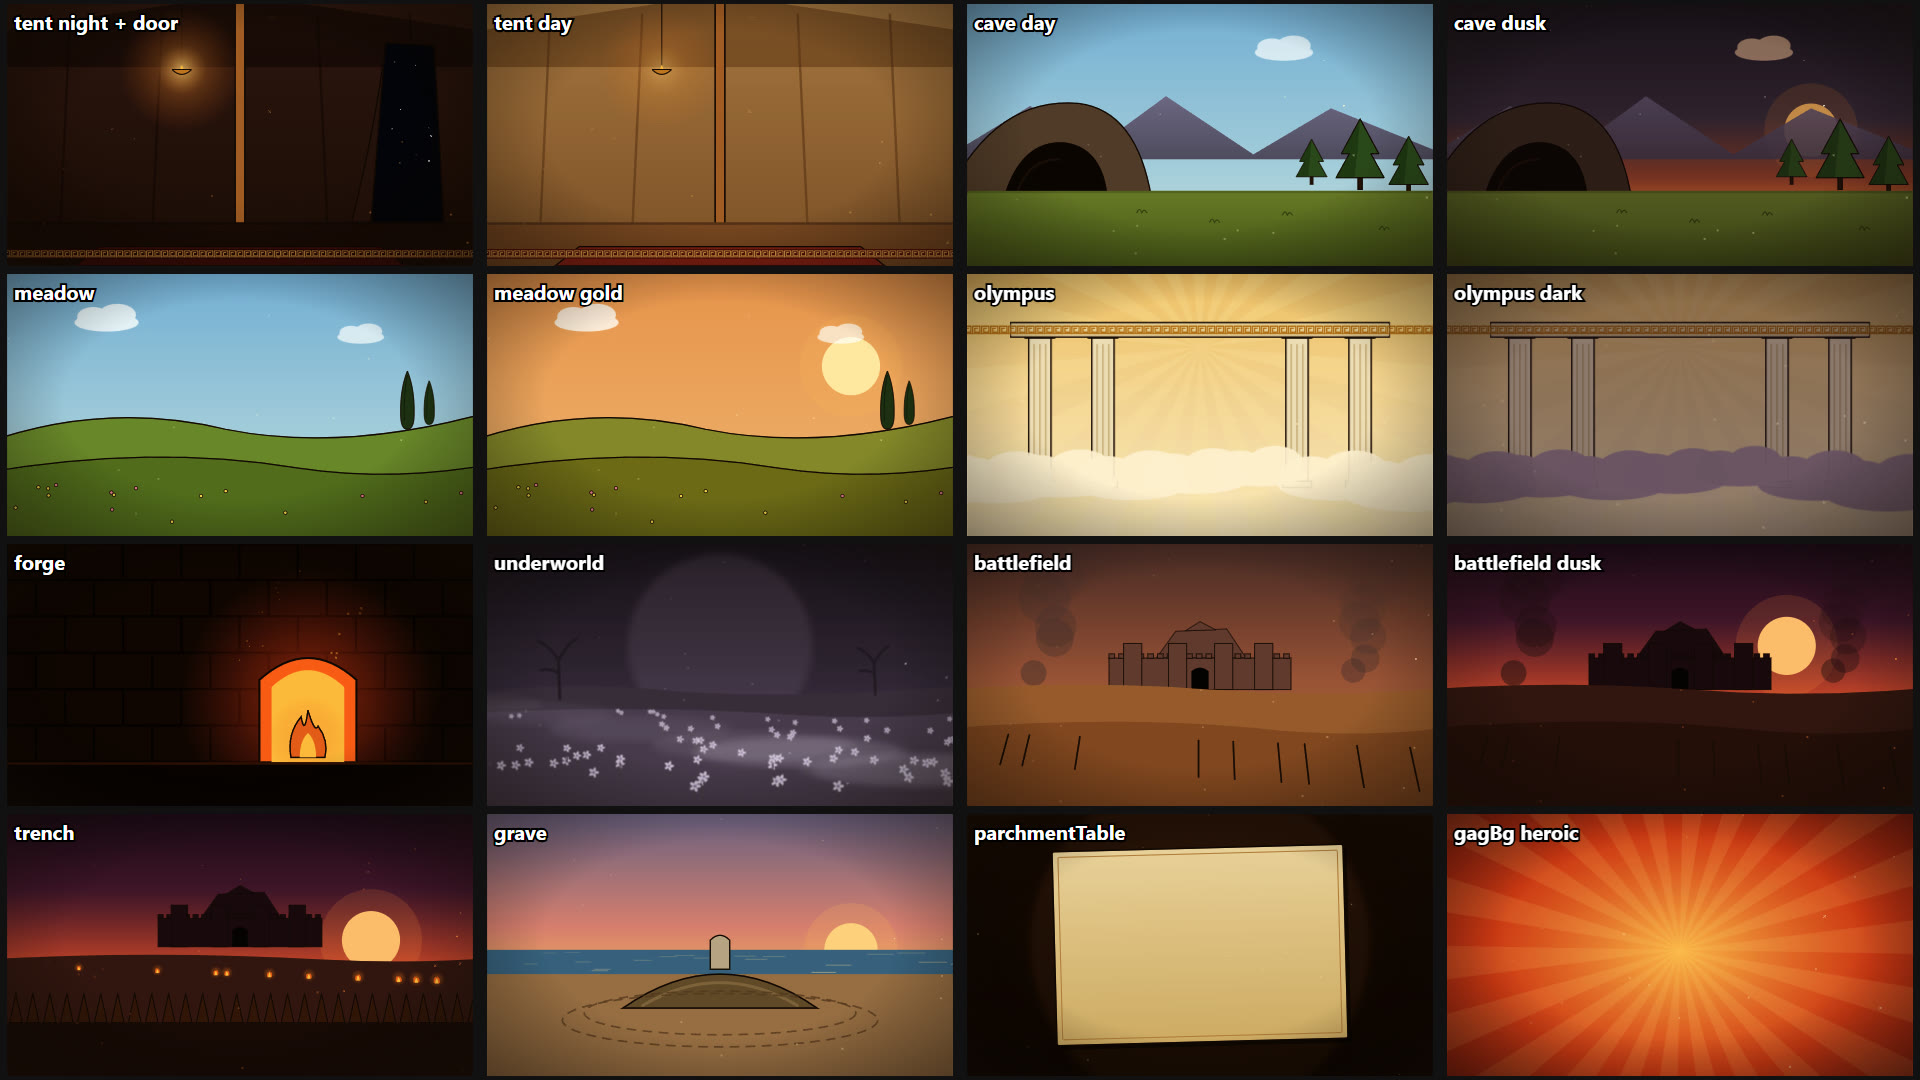 tent night + door
tent day
cave day
cave dusk
meadow
meadow gold
olympus
olympus dark
forge
underworld
battlefield
battlefield dusk
trench
grave
parchmentTable
gagBg heroic